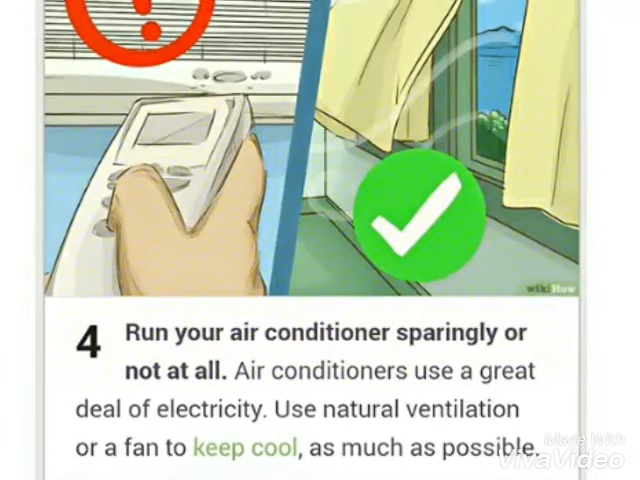 wikiHow
4 Run your air conditioner sparingly or
not at all. Air conditioners use a great
deal of electricity. Use natural ventilation
or a fan to keep cool, as much as possible.
Made With
VivaVideo